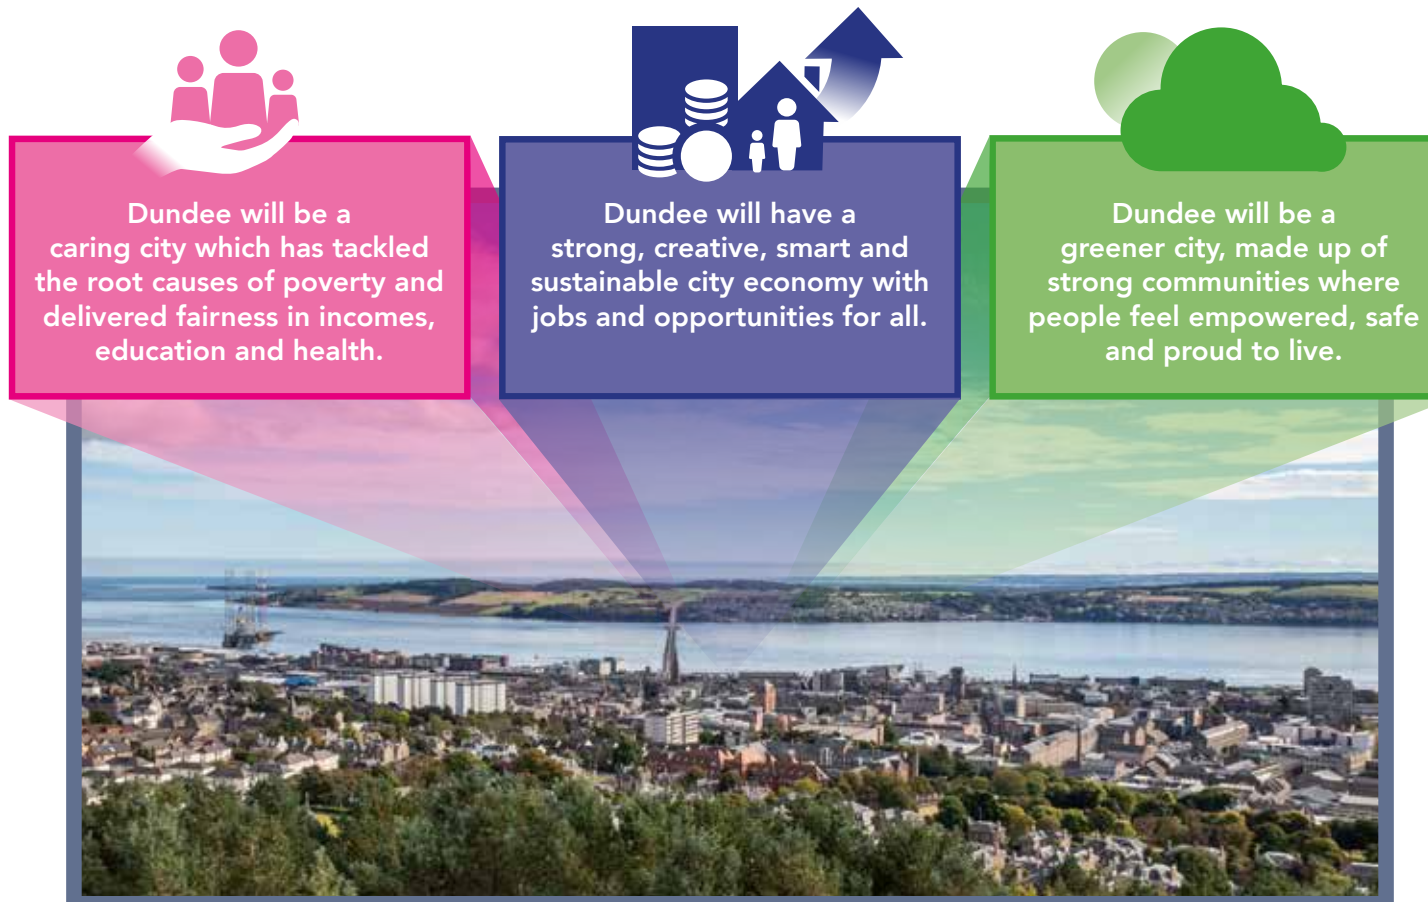 Dundee will be a
caring city which has tackled
the root causes of poverty and
delivered fairness in incomes,
education and health.
Dundee will have a
strong, creative, smart and
sustainable city economy with
jobs and opportunities for all.
Dundee will be a
greener city, made up of
strong communities where
people feel empowered, safe
and proud to live.